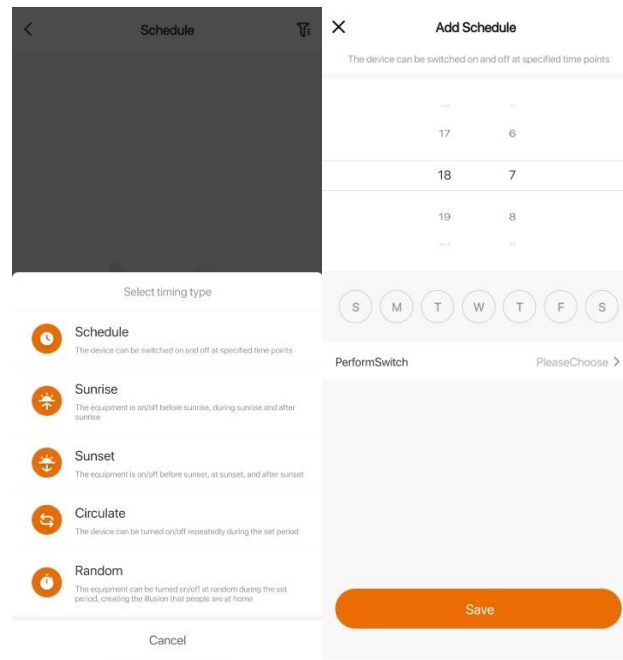 Schedule
Select timing type
Schedule
The device can be switched on and off at specified time points
Sunrise
The equipment is on/off before sunrise, during sunrise and after
sunrise
Sunset
The equipment is on/off before sunset, at sunset, and after sunset
Circulate
The device can be turned on/off repeatedly during the set period
Random
The equipment can be turned on/off at random during the set
period, creating the illusion that people are at home
Cancel
Add Schedule
The device can be switched on and off at specified time points
17 6
18 7
19 8
S M T W T F S
PerformSwitch PleaseChoose >
Save